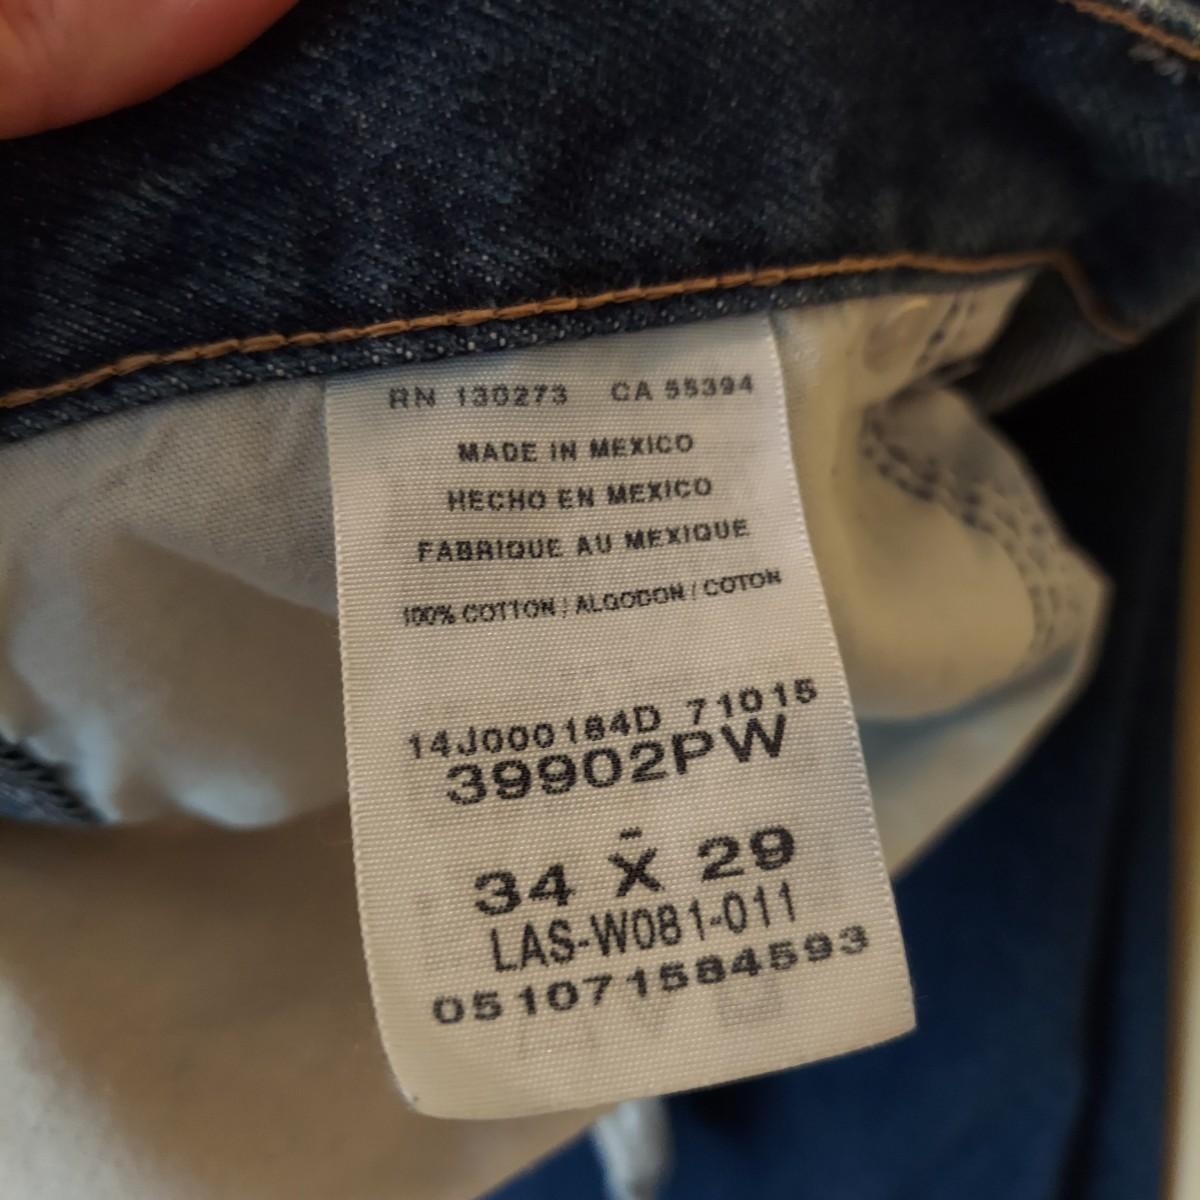 RN 130273 CA 55394
MADE IN MEXICO
HECHO EN MEXICO
FABRIQUE AU MEXIQUE
100% COTTON / ALGODON / COTON
14J000184D 71015
39902PW
34 X 29
LAS-W081-011
051071584593